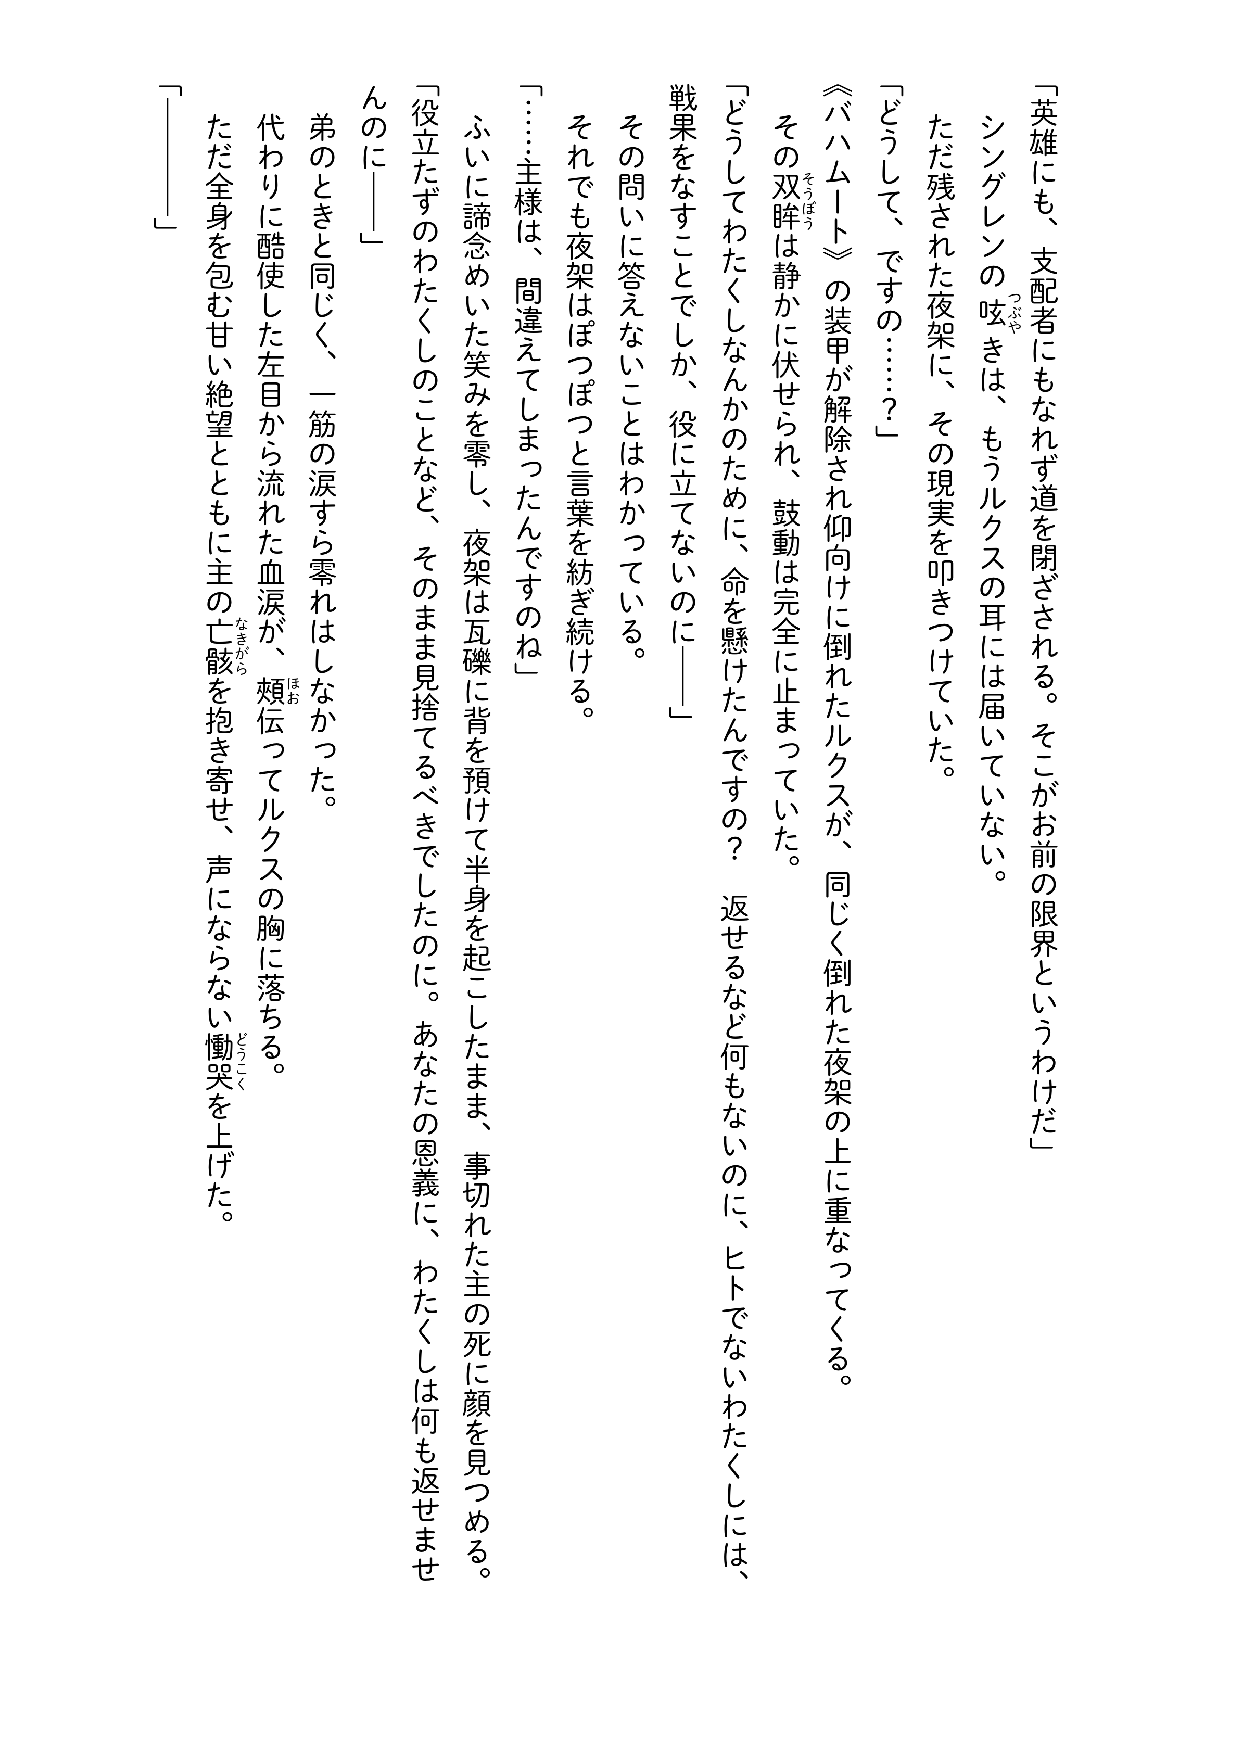 「英雄にも、支配者にもなれず道を閉ざされる。そこがお前の限界というわけだ」
シングレンの呟きは、もうルクスの耳には届いていない。
ただ残された夜架に、その現実を叩きつけていた。
「どうして、ですの……？」
《バハムート》の装甲が解除され仰向けに倒れたルクスが、同じく倒れた夜架の上に重なってくる。
その双眸は静かに伏せられ、鼓動は完全に止まっていた。
「どうしてわたくしなんかのために、命を懸けたんですの？　返せるなど何もないのに、ヒトでないわたくしには、
戦果をなすことでしか、役に立てないのに――」
その問いに答えないことはわかっている。
それでも夜架はぽつぽつと言葉を紡ぎ続ける。
「……主様は、間違えてしまったんですのね」
ふいに諦念めいた笑みを零し、夜架は瓦礫に背を預けて半身を起こしたまま、事切れた主の死に顔を見つめる。
「役立たずのわたくしのことなど、そのまま見捨てるべきでしたのに。あなたの恩義に、わたくしは何も返せませ
んのに――」
弟のときと同じく、一筋の涙すら零れはしなかった。
代わりに酷使した左目から流れた血涙が、頬伝ってルクスの胸に落ちる。
ただ全身を包む甘い絶望とともに主の亡骸を抱き寄せ、声にならない慟哭を上げた。
「――――」